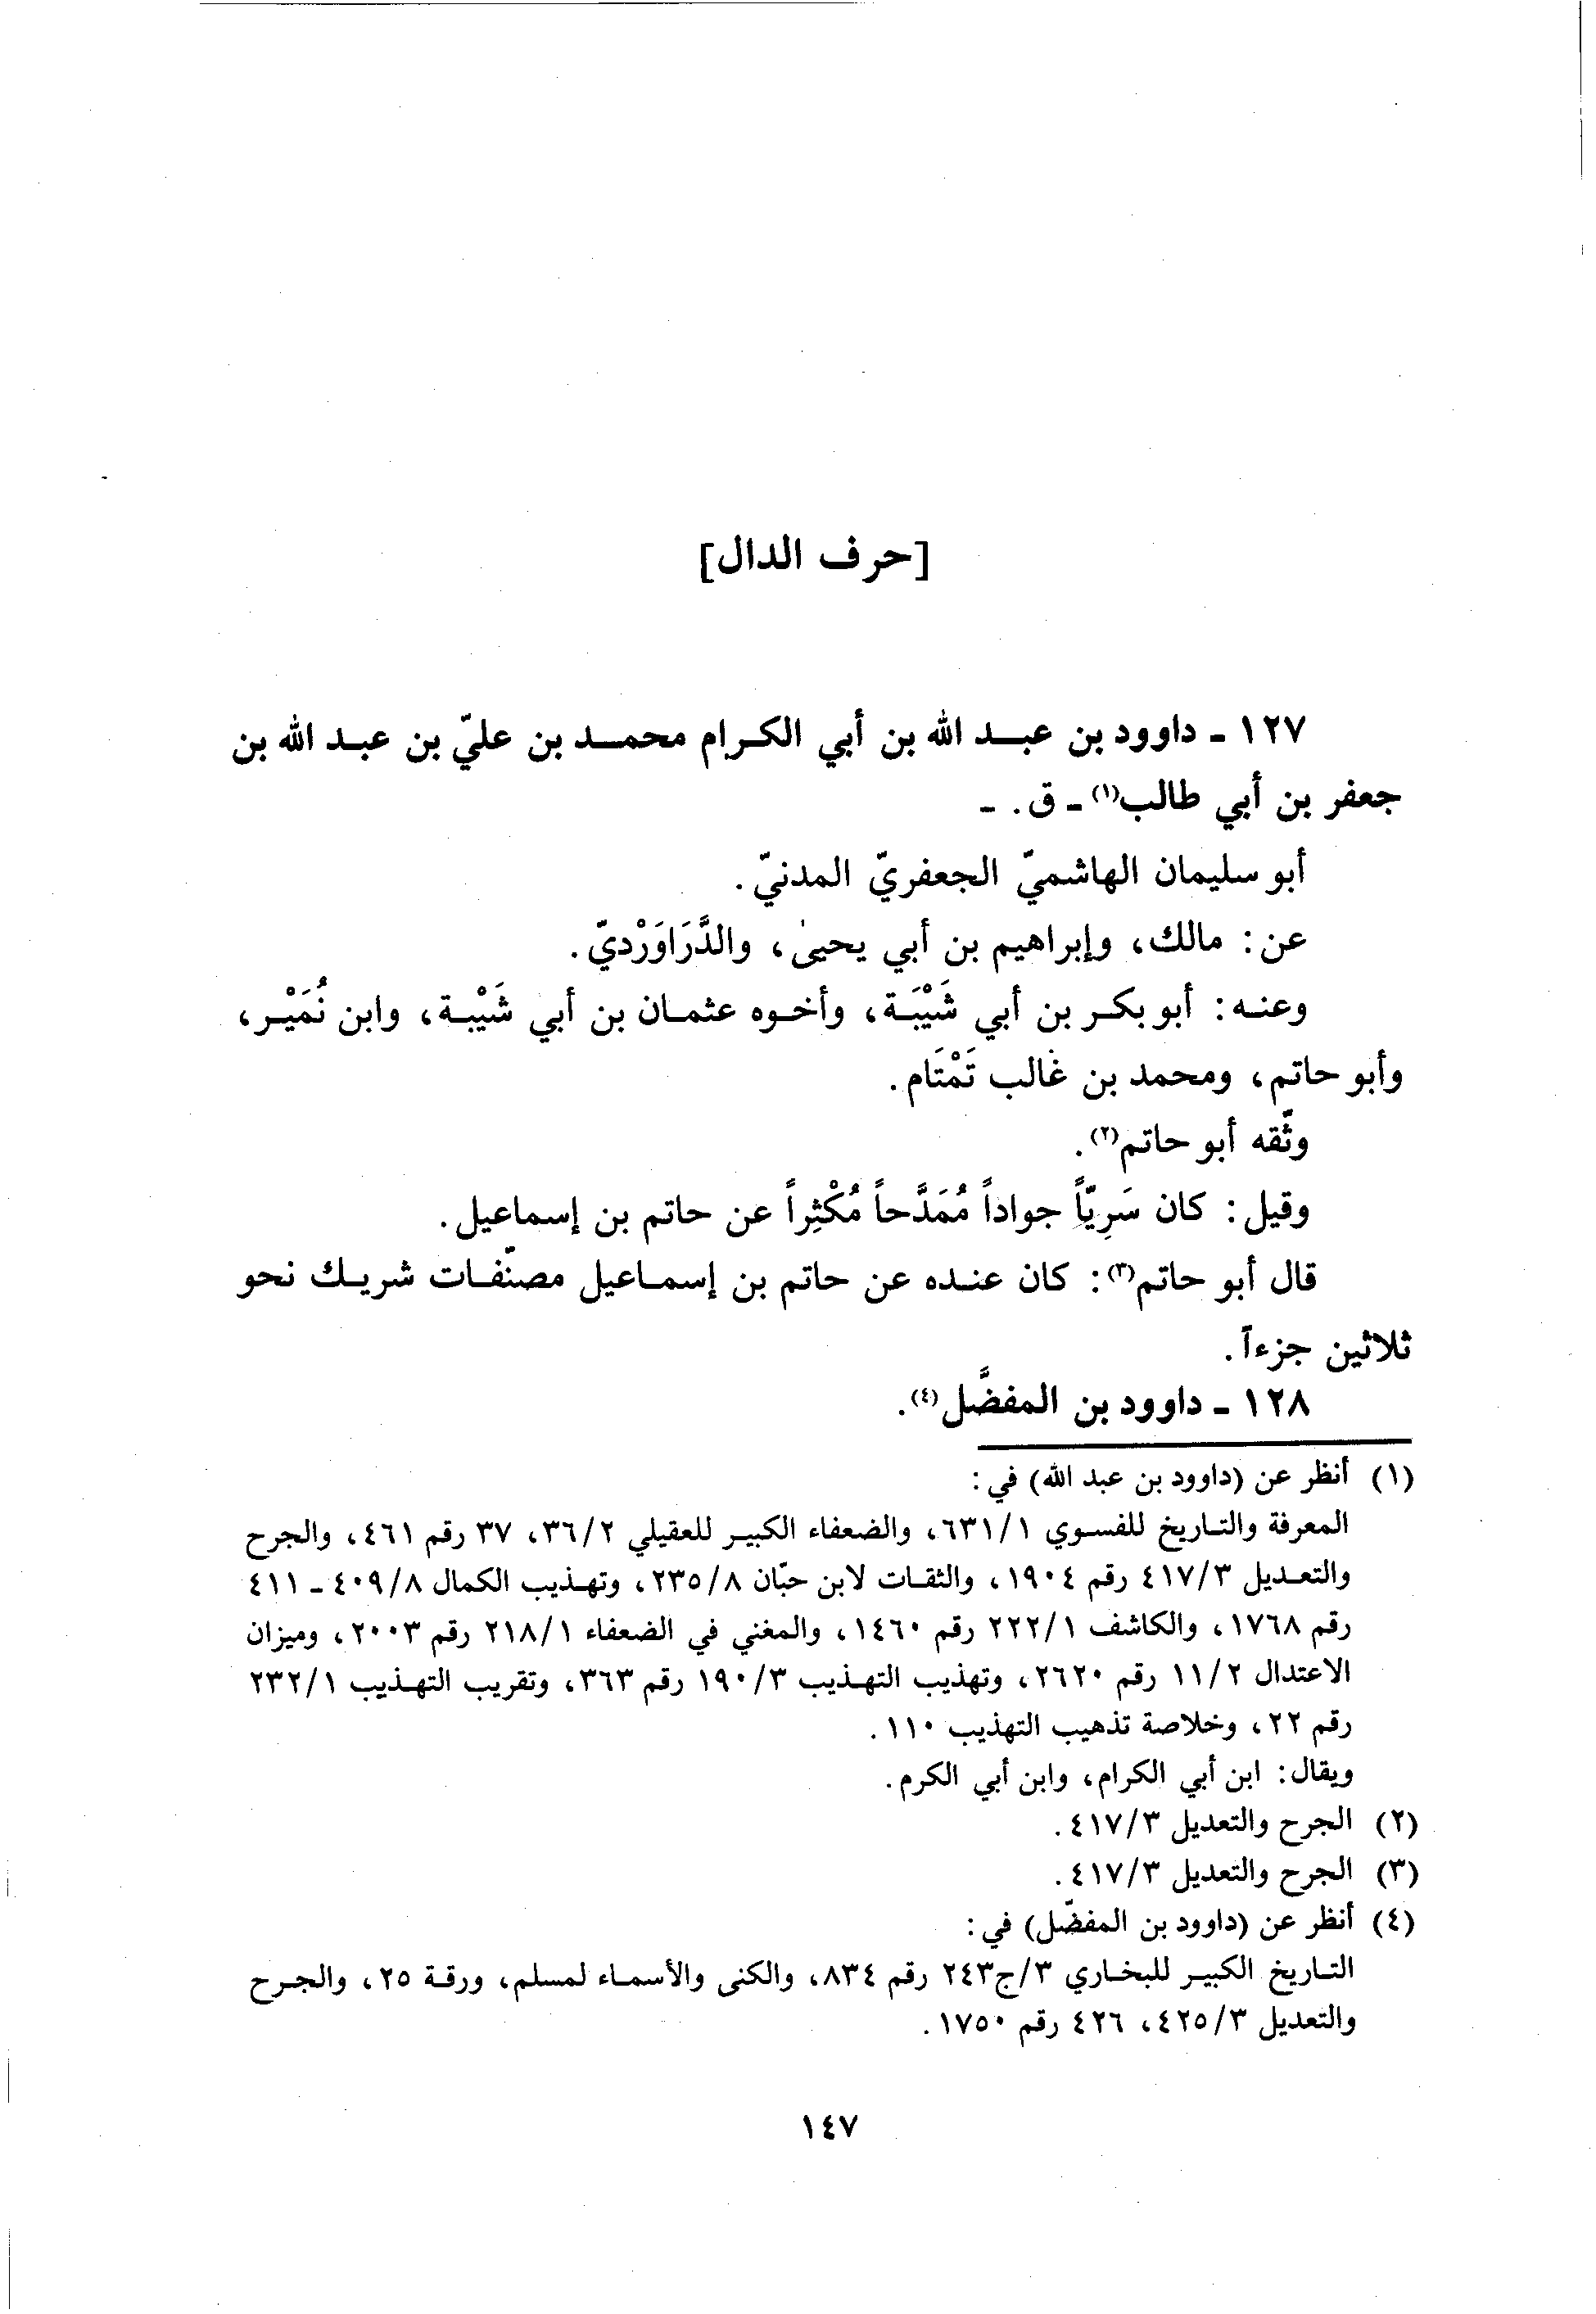 [حرف الدال]
١٢٧ - داوود بن عبد الله بن أبي الكرام محمد بن عليّ بن عبد الله بن
جعفر بن أبي طالب(١) - ق. -
أبو سليمان الهاشميّ الجعفريّ المدنيّ.
عن: مالك، وإبراهيم بن أبي يحيىٰ، والدَّرَاوَرْديّ.
وعنه: أبو بكر بن أبي شَيْبَة، وأخوه عثمان بن أبي شَيْبة، وابن نُمَيْر،
وأبو حاتم، ومحمد بن غالب تَمْتَام.
وثّقه أبو حاتم(٢).
وقيل: كان سَرِيّاً جواداً مُمَدَّحاً مُكْثِراً عن حاتم بن إسماعيل.
قال أبو حاتم(٣): كان عنده عن حاتم بن إسماعيل مصنّفات شريك نحو
ثلاثين جزءاً.
١٢٨ - داوود بن المفضَّل(٤).
(١) أنظر عن (داوود بن عبد الله) في:
المعرفة والتاريخ للفسوي ٦٣١/١، والضعفاء الكبير للعقيلي ٣٦/٢، ٣٧ رقم ٤٦١، والجرح
والتعديل ٤١٧/٣ رقم ١٩٠٤، والثقات لابن حبّان ٢٣٥/٨، وتهذيب الكمال ٤٠٩/٨ - ٤١١
رقم ١٧٦٨، والكاشف ٢٢٢/١ رقم ١٤٦٠، والمغني في الضعفاء ٢١٨/١ رقم ٢٠٠٣، وميزان
الاعتدال ١١/٢ رقم ٢٦٢٠، وتهذيب التهذيب ١٩٠/٣ رقم ٣٦٣، وتقريب التهذيب ٢٣٢/١
رقم ٢٢، وخلاصة تذهيب التهذيب ١١٠.
ويقال: ابن أبي الكرام، وابن أبي الكرم.
(٢) الجرح والتعديل ٤١٧/٣.
(٣) الجرح والتعديل ٤١٧/٣.
(٤) أنظر عن (داوود بن المفضّل) في:
التاريخ الكبير للبخاري ٣/ج٢٤٣ رقم ٨٣٤، والكنى والأسماء لمسلم، ورقة ٢٥، والجرح
والتعديل ٤٢٥/٣، ٤٢٦ رقم ١٧٥٠.
١٤٧